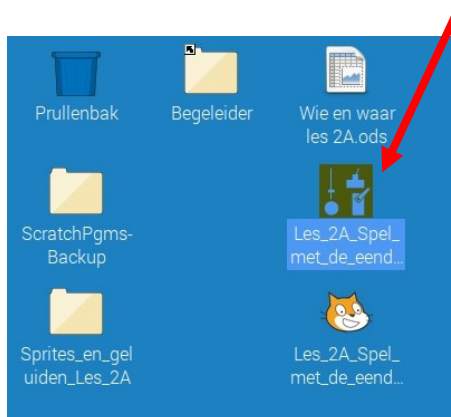 Prullenbak
Begeleider
Wie en waar
les 2A.ods
ScratchPgms-
Backup
Les_2A_Spel_
met_de_eend...
Sprites_en_gel
uiden_Les_2A
Les_2A_Spel_
met_de_eend...